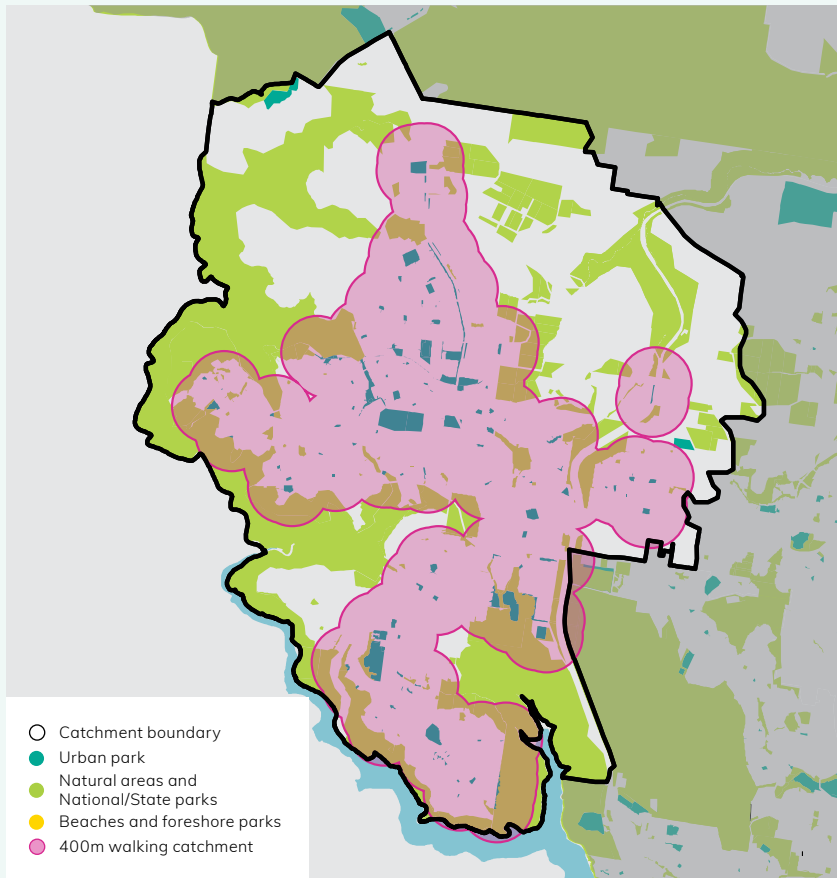 Catchment boundary
Urban park
Natural areas and
National/State parks
Beaches and foreshore parks
400m walking catchment